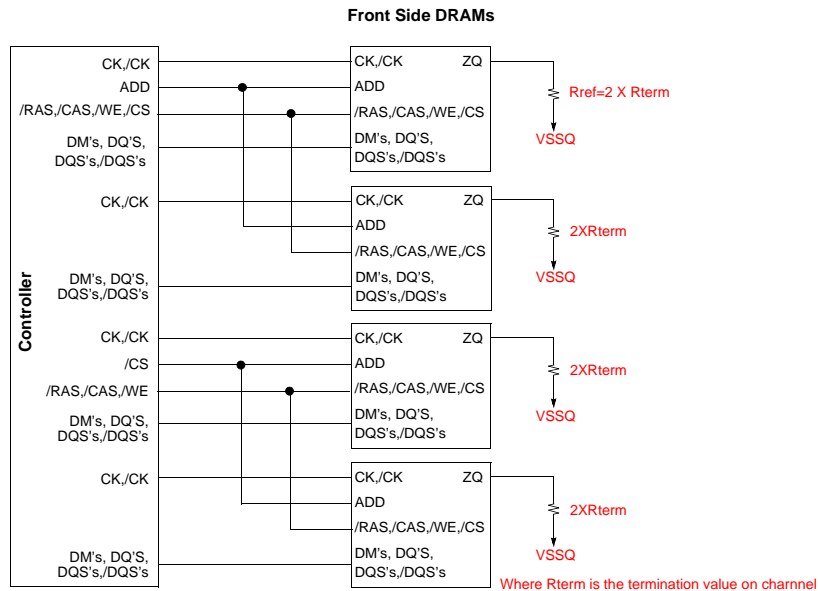 Front Side DRAMs
Controller
CK,/CK
ADD
/RAS,/CAS,/WE,/CS
DM's, DQ'S,
DQS's,/DQS's
CK,/CK
DM's, DQ'S,
DQS's,/DQS's
CK,/CK
/CS
/RAS,/CAS,/WE
DM's, DQ'S,
DQS's,/DQS's
CK,/CK
DM's, DQ'S,
DQS's,/DQS's
CK,/CK ZQ
ADD
/RAS,/CAS,/WE,/CS
DM's, DQ'S,
DQS's,/DQS's
Rref=2 X Rterm
VSSQ
CK,/CK ZQ
ADD
/RAS,/CAS,/WE,/CS
DM's, DQ'S,
DQS's,/DQS's
2XRterm
VSSQ
CK,/CK ZQ
ADD
/RAS,/CAS,/WE,/CS
DM's, DQ'S,
DQS's,/DQS's
2XRterm
VSSQ
CK,/CK ZQ
ADD
/RAS,/CAS,/WE,/CS
DM's, DQ'S,
DQS's,/DQS's
2XRterm
VSSQ
Where Rterm is the termination value on charnnel